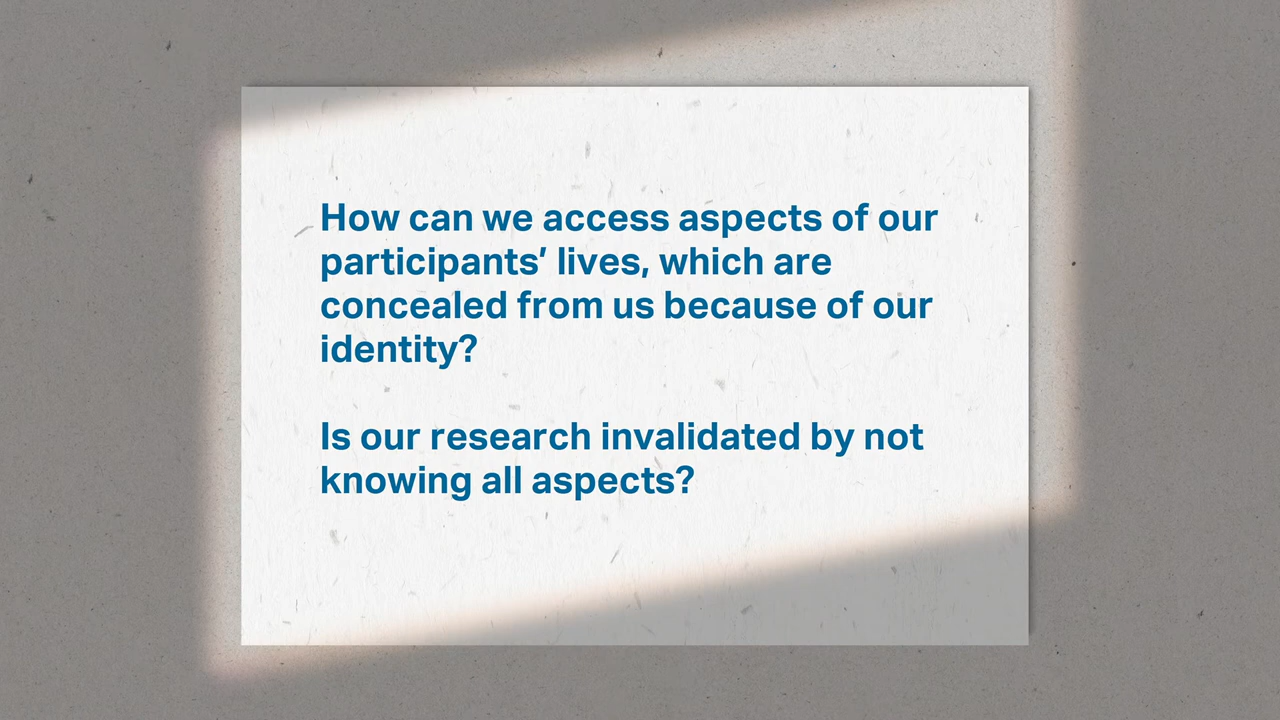 How can we access aspects of our
participants’ lives, which are
concealed from us because of our
identity?
Is our research invalidated by not
knowing all aspects?